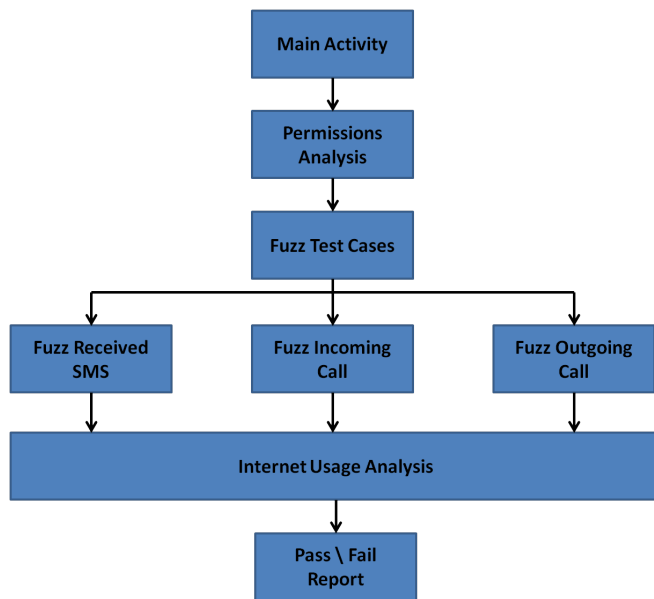 Main Activity
Permissions
Analysis
Fuzz Test Cases
Fuzz Received
SMS
Fuzz Incoming
Call
Fuzz Outgoing
Call
Internet Usage Analysis
Pass \ Fail
Report